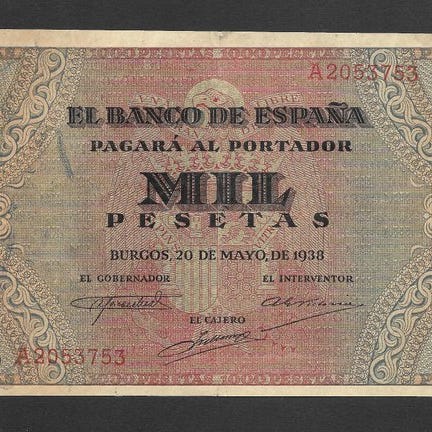 A2053753
EL BANCO DE ESPAÑA
PAGARÁ AL PORTADOR
MIL
PESETAS
BURGOS, 20 DE MAYO, DE 1938
EL GOBERNADOR
EL INTERVENTOR
EL CAJERO
A2053753